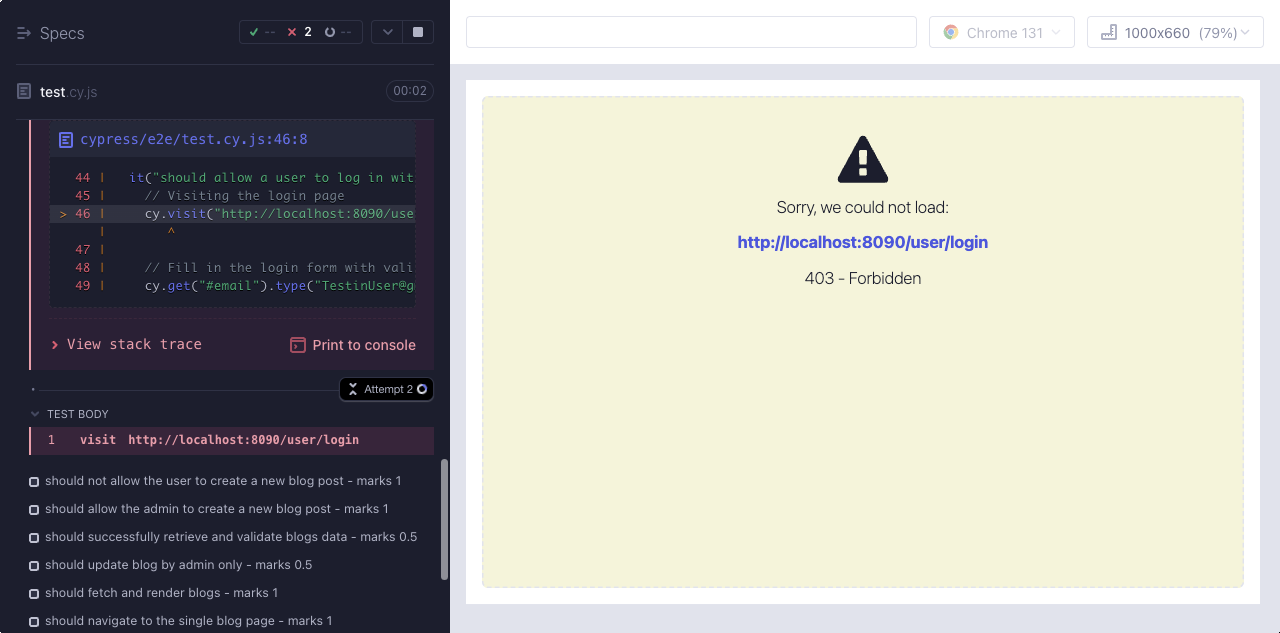 Specs
-- 2 --
test.cy.js
00:02
cypress/e2e/test.cy.js:46:8
44 | it("should allow a user to log in wit
45 | // Visiting the login page
> 46 | cy.visit("http://localhost:8090/use
| ^
47 |
48 | // Fill in the login form with vali
49 | cy.get("#email").type("TestinUser@g
View stack trace
Print to console
Attempt 2
TEST BODY
1 visit http://localhost:8090/user/login
should not allow the user to create a new blog post - marks 1
should allow the admin to create a new blog post - marks 1
should successfully retrieve and validate blogs data - marks 0.5
should update blog by admin only - marks 0.5
should fetch and render blogs - marks 1
should navigate to the single blog page - marks 1
Chrome 131
1000x660 (79%)
Sorry, we could not load:
http://localhost:8090/user/login
403 - Forbidden